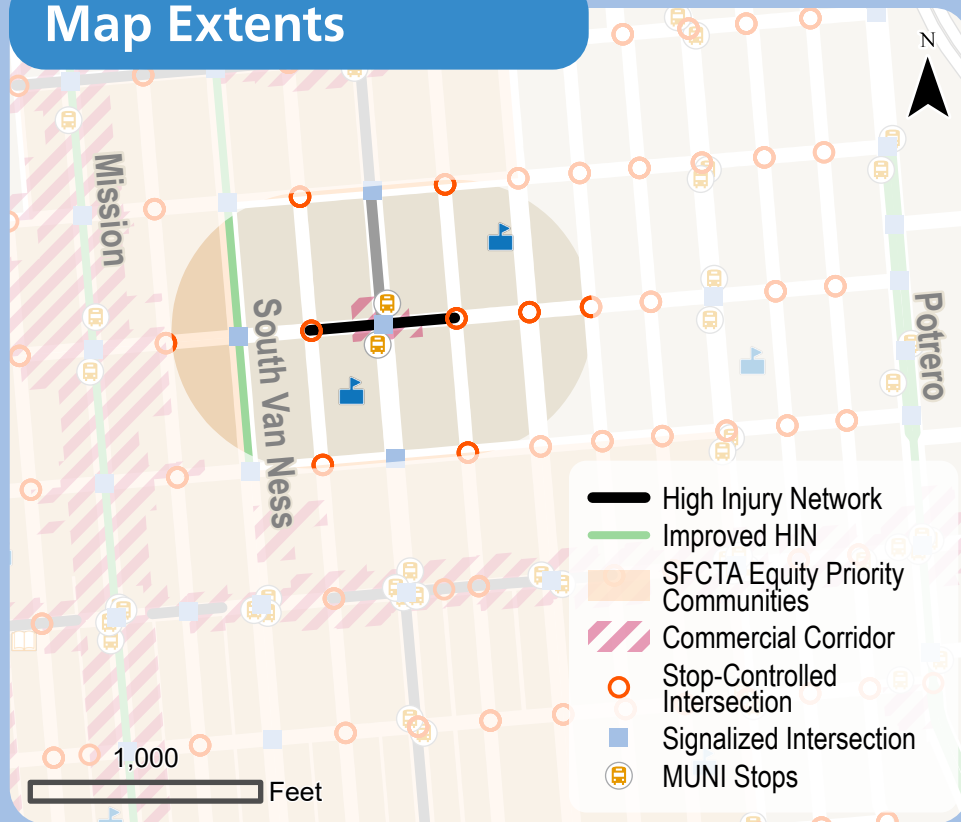 Map Extents
N
Mission
South Van Ness
Potrero
High Injury Network
Improved HIN
SFCTA Equity Priority
Communities
Commercial Corridor
Stop-Controlled
Intersection
Signalized Intersection
MUNI Stops
1,000
Feet